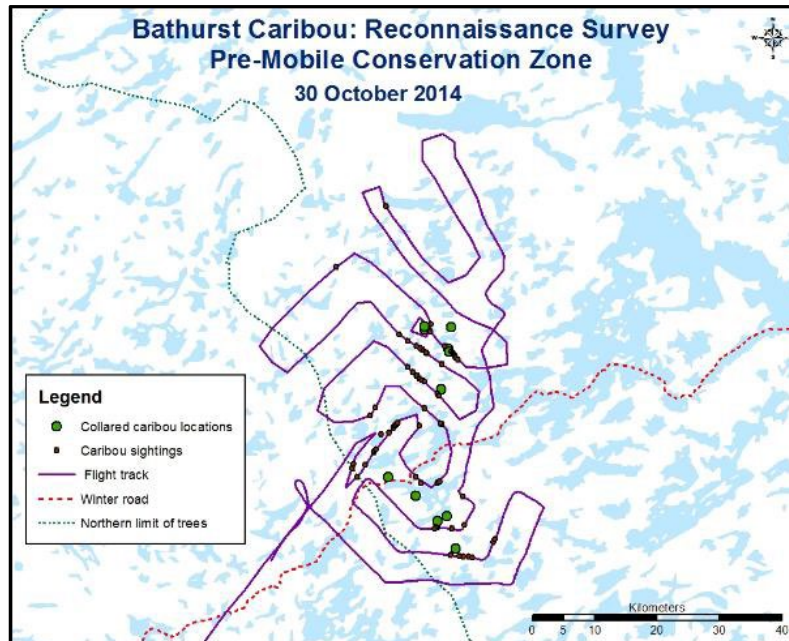 Bathurst Caribou: Reconnaissance Survey
Pre-Mobile Conservation Zone
30 October 2014
N
W
E
S
Legend
Collared caribou locations
Caribou sightings
Flight track
Winter road
Northern limit of trees
Kilometers
0 5 10 20 30 40